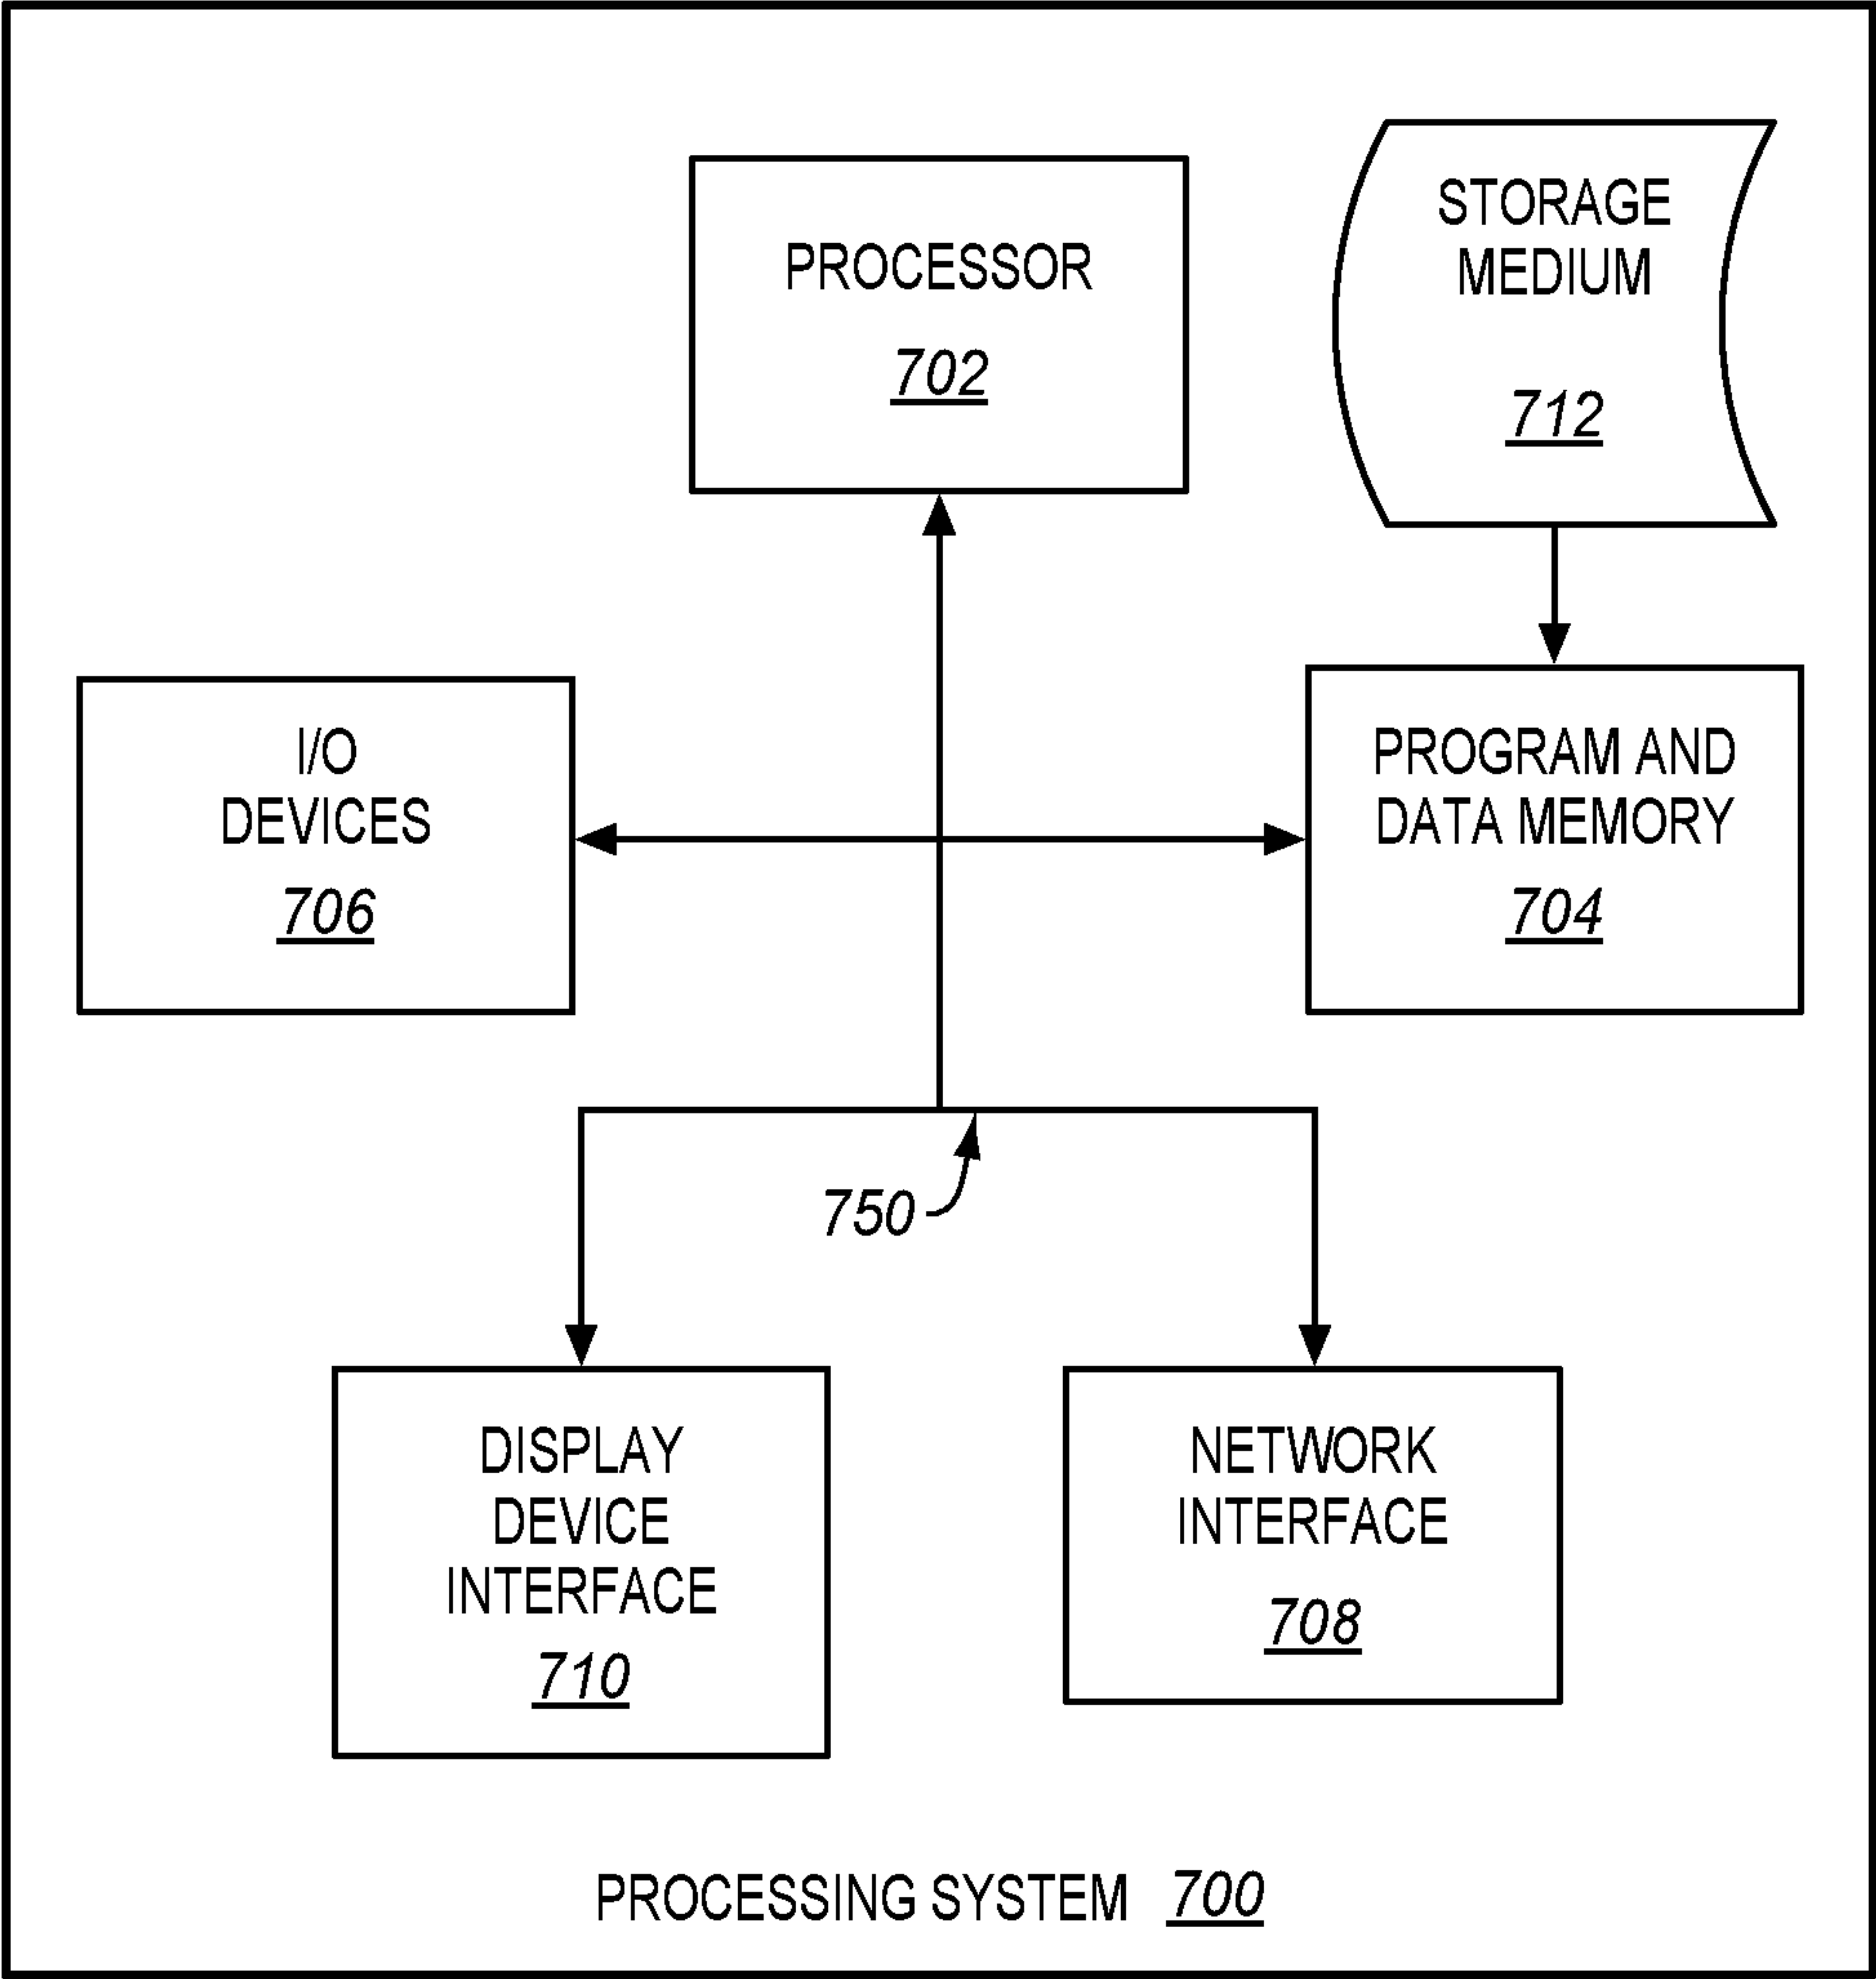 PROCESSOR
702
STORAGE
MEDIUM
712
I/O
DEVICES
706
PROGRAM AND
DATA MEMORY
704
750
DISPLAY
DEVICE
INTERFACE
710
NETWORK
INTERFACE
708
PROCESSING SYSTEM 700